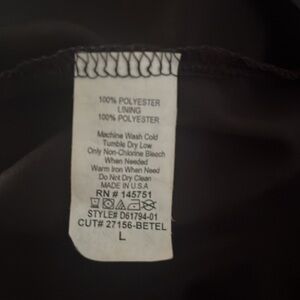 100% POLYESTER
LINING
100% POLYESTER
Machine Wash Cold
Tumble Dry Low
Only Non-Chlorine Bleach
When Needed
Warm Iron When Need
Do Not Dry Clean
MADE IN U.S.A
RN # 145751
STYLE# D61794-01
CUT# 27156-BETEL
L